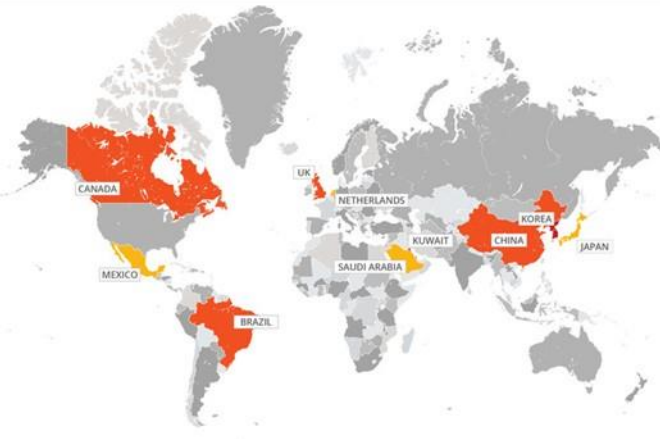 UK
CANADA
NETHERLANDS
KOREA
KUWAIT
CHINA
JAPAN
SAUDI ARABIA
MEXICO
BRAZIL